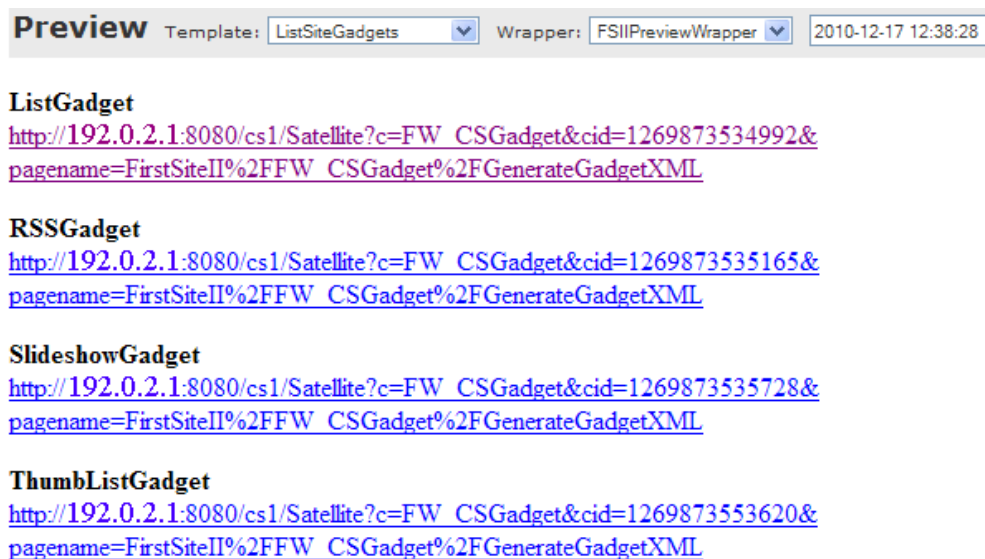 Preview Template: ListSiteGadgets Wrapper: FSIIPreviewWrapper 2010-12-17 12:38:28
ListGadget
http://192.0.2.1:8080/cs1/Satellite?c=FW_CSGadget&cid=1269873534992&
pagename=FirstSiteII%2FFW_CSGadget%2FGenerateGadgetXML
RSSGadget
http://192.0.2.1:8080/cs1/Satellite?c=FW_CSGadget&cid=1269873535165&
pagename=FirstSiteII%2FFW_CSGadget%2FGenerateGadgetXML
SlideshowGadget
http://192.0.2.1:8080/cs1/Satellite?c=FW_CSGadget&cid=1269873535728&
pagename=FirstSiteII%2FFW_CSGadget%2FGenerateGadgetXML
ThumbListGadget
http://192.0.2.1:8080/cs1/Satellite?c=FW_CSGadget&cid=1269873553620&
pagename=FirstSiteII%2FFW_CSGadget%2FGenerateGadgetXML